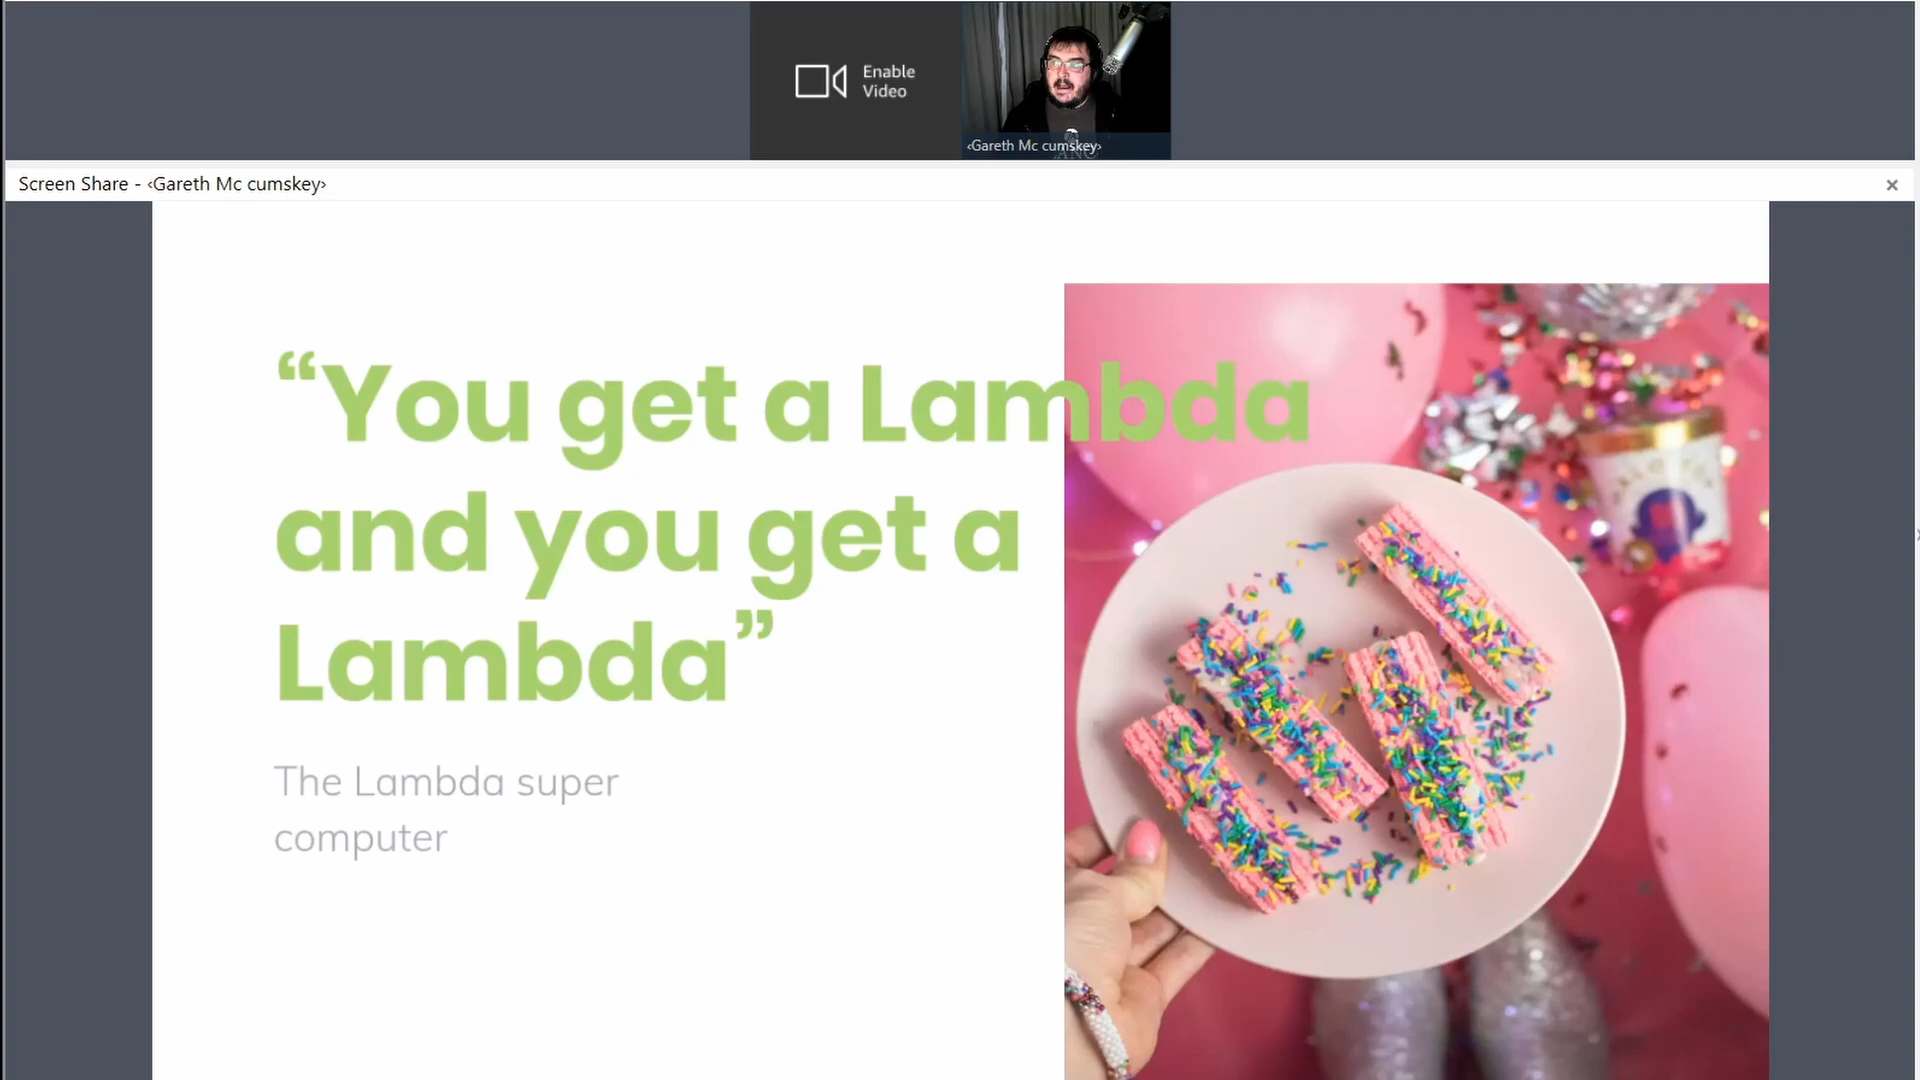 Enable
Video
‹Gareth Mc cumskey›
Screen Share - ‹Gareth Mc cumskey›
“You get a Lambda
and you get a
Lambda”
The Lambda super
computer